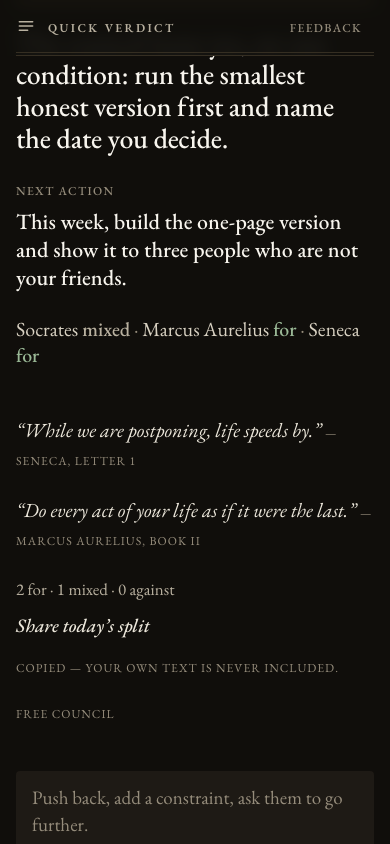 QUICK VERDICT
FEEDBACK
condition: run the smallest
honest version first and name
the date you decide.
NEXT ACTION
This week, build the one-page version
and show it to three people who are not
your friends.
Socrates mixed · Marcus Aurelius for · Seneca
for
“While we are postponing, life speeds by.” —
SENECA, LETTER 1
“Do every act of your life as if it were the last.” —
MARCUS AURELIUS, BOOK II
2 for · 1 mixed · 0 against
Share today’s split
COPIED — YOUR OWN TEXT IS NEVER INCLUDED.
FREE COUNCIL
Push back, add a constraint, ask them to go
further.